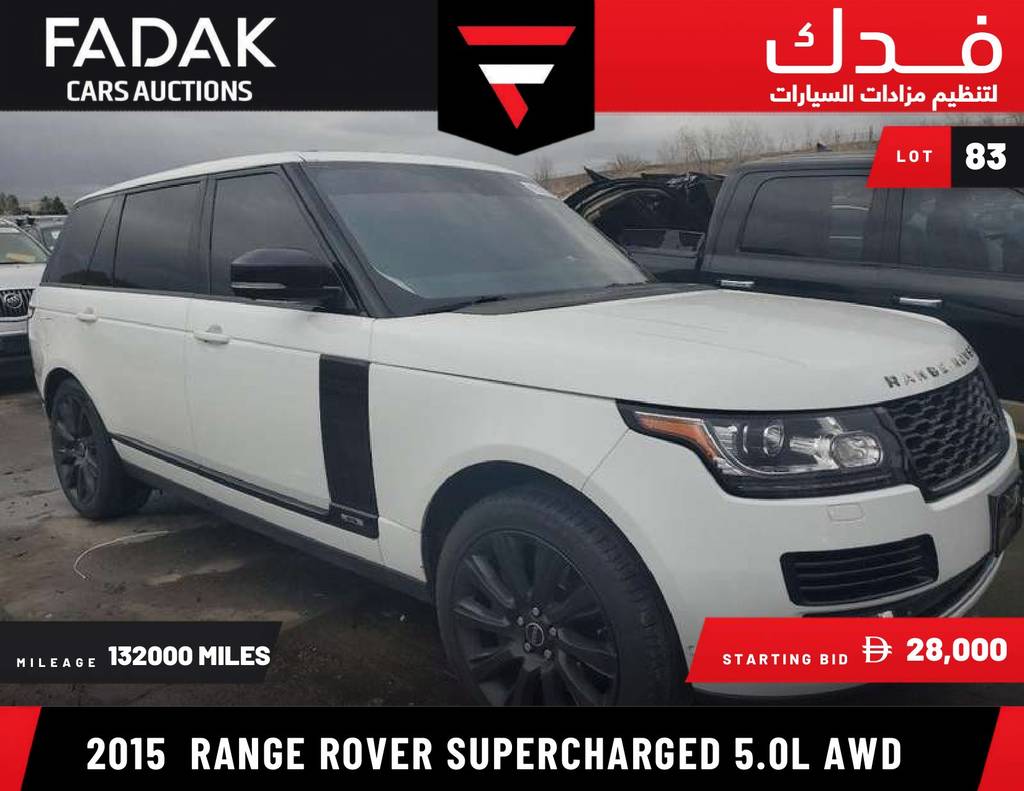 FADAK
CARS AUCTIONS
فدك
لتنظيم مزادات السيارات
LOT 83
RANGE ROVER
MILEAGE 132000 MILES
STARTING BID 28,000
2015 RANGE ROVER SUPERCHARGED 5.0L AWD